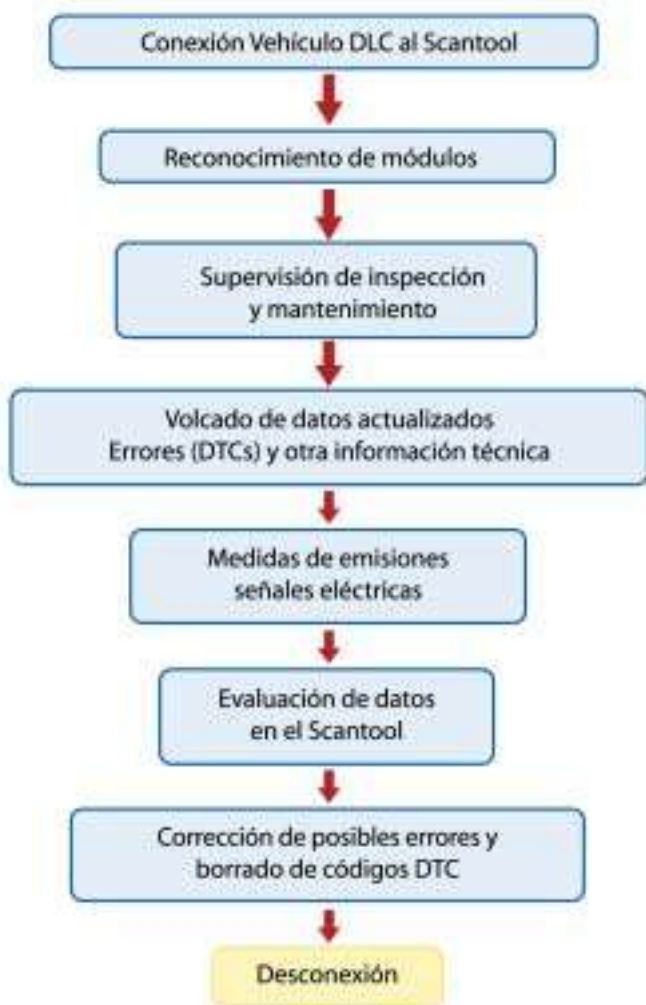 Conexión Vehículo DLC al Scantool
Reconocimiento de módulos
Supervisión de inspección
y mantenimiento
Volcado de datos actualizados
Errores (DTCs) y otra información técnica
Medidas de emisiones
señales eléctricas
Evaluación de datos
en el Scantool
Corrección de posibles errores y
borrado de códigos DTC
Desconexión